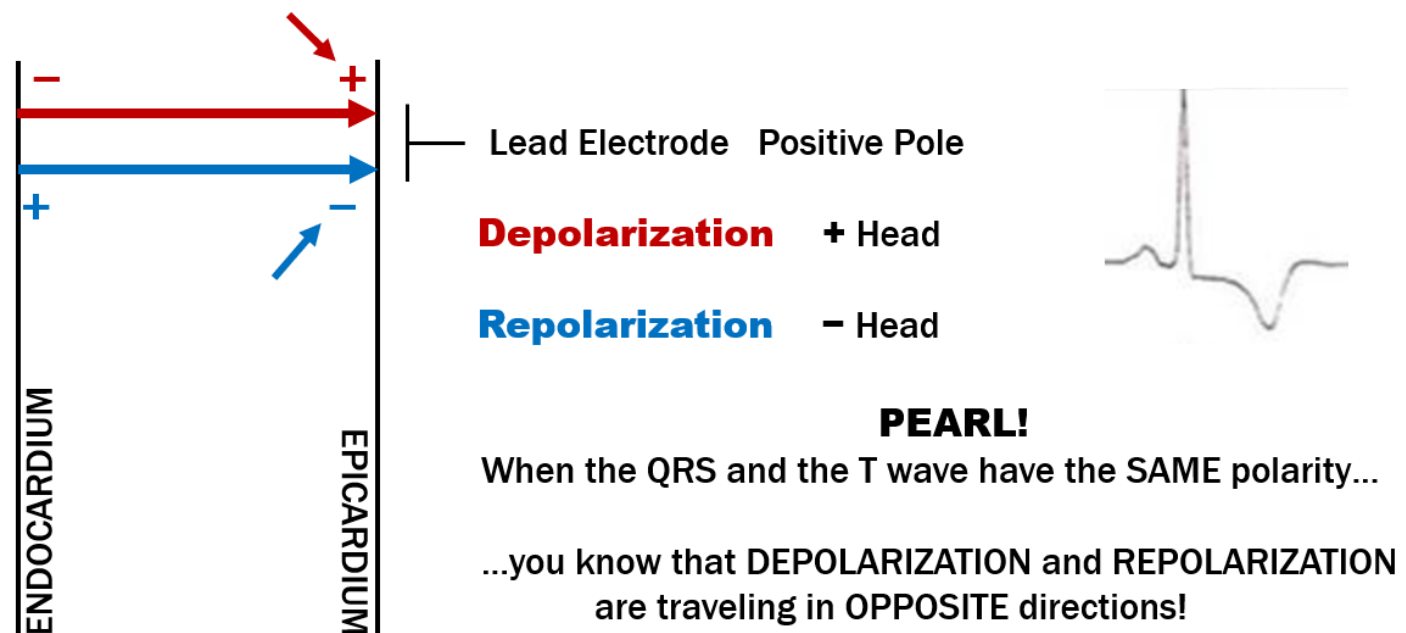 − +
Lead Electrode Positive Pole
+ −
Depolarization + Head
Repolarization − Head
ENDOCARDIUM
EPICARDIUM
PEARL!
When the QRS and the T wave have the SAME polarity...
...you know that DEPOLARIZATION and REPOLARIZATION
are traveling in OPPOSITE directions!